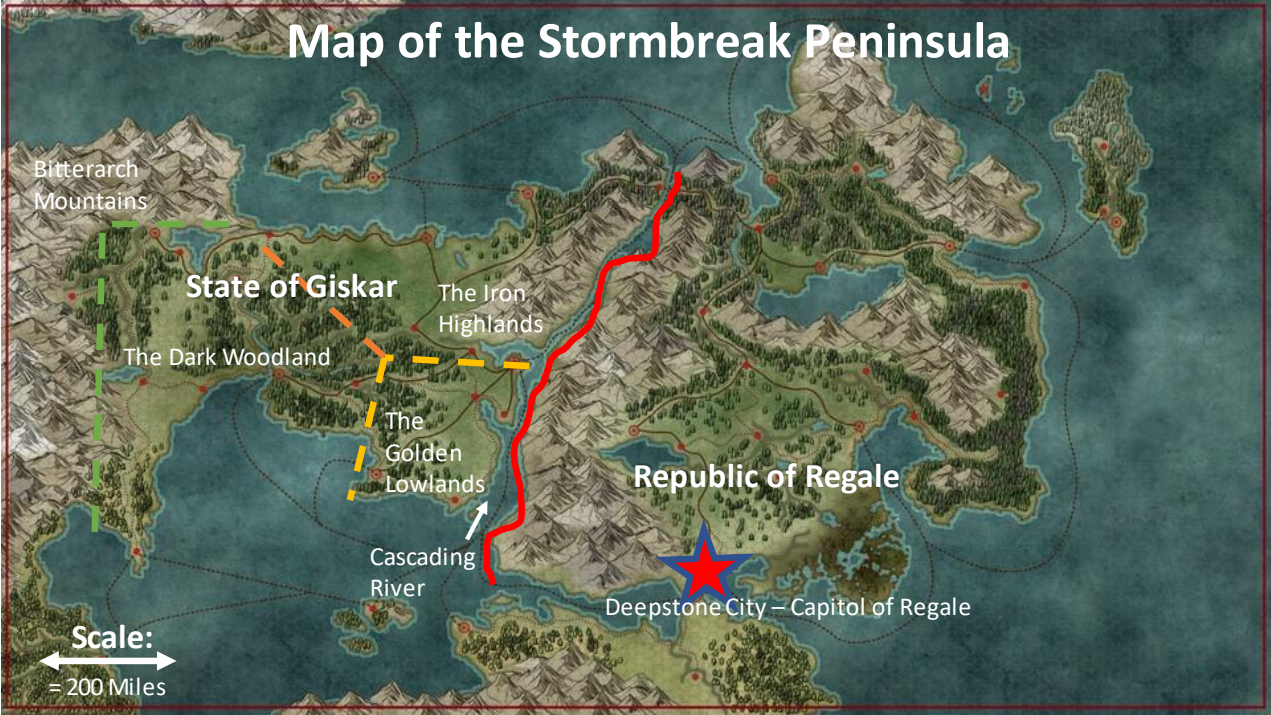 Map of the Stormbreak Peninsula
Bitterarch
Mountains
State of Giskar
The Iron
Highlands
The Dark Woodland
The
Golden
Lowlands
Republic of Regale
Cascading
River
Deepstone City – Capitol of Regale
Scale:
= 200 Miles